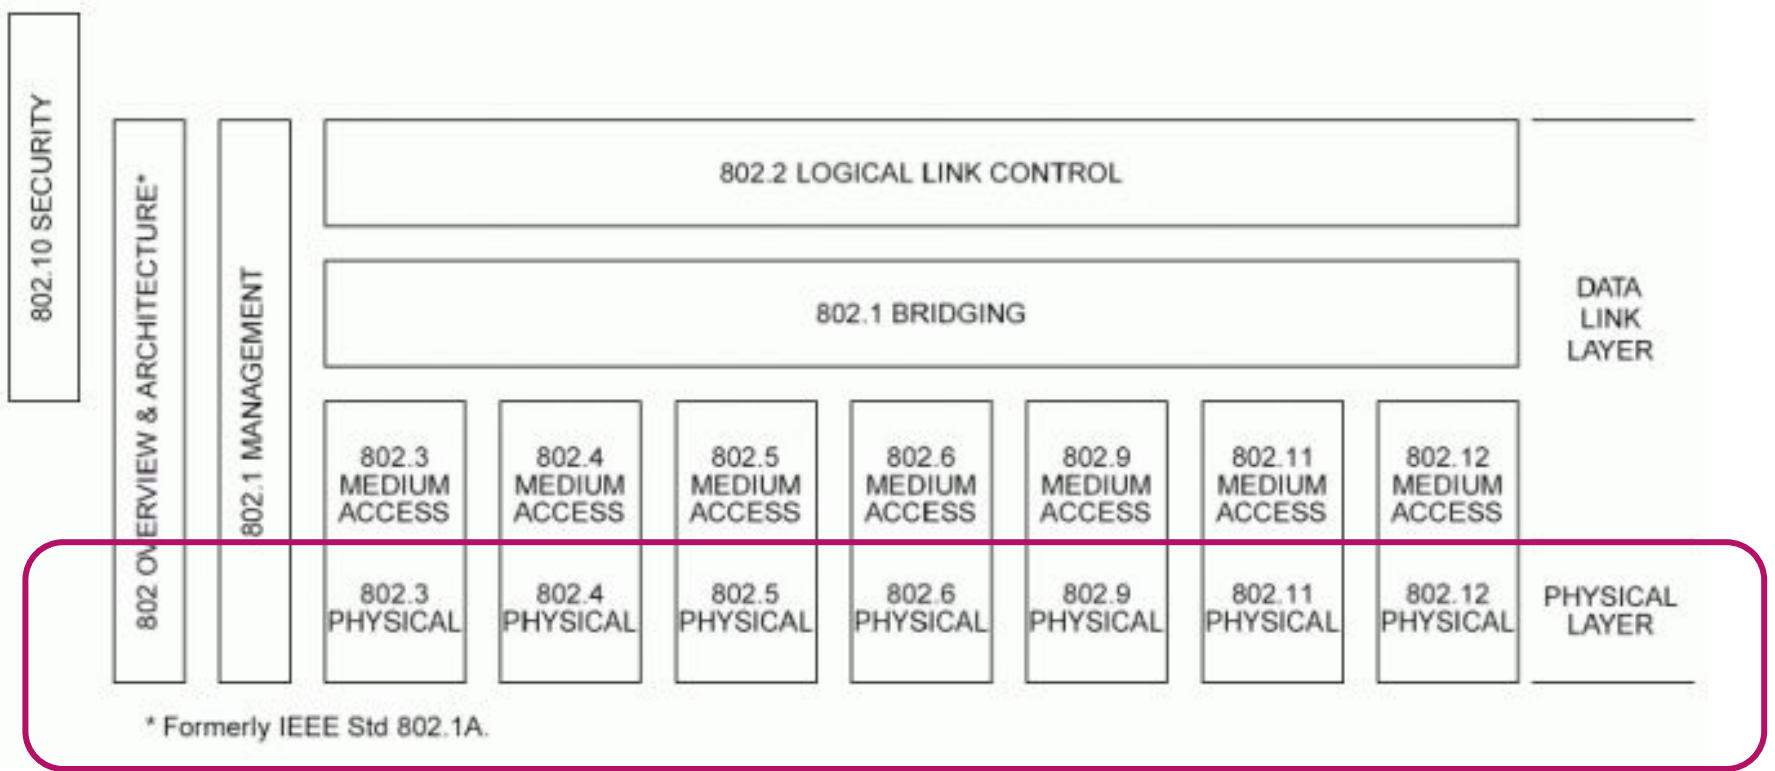 802.10 SECURITY
802 OVERVIEW & ARCHITECTURE*
802.1 MANAGEMENT
802.2 LOGICAL LINK CONTROL
802.1 BRIDGING
DATA
LINK
LAYER
802.3
MEDIUM
ACCESS
802.4
MEDIUM
ACCESS
802.5
MEDIUM
ACCESS
802.6
MEDIUM
ACCESS
802.9
MEDIUM
ACCESS
802.11
MEDIUM
ACCESS
802.12
MEDIUM
ACCESS
802.3
PHYSICAL
802.4
PHYSICAL
802.5
PHYSICAL
802.6
PHYSICAL
802.9
PHYSICAL
802.11
PHYSICAL
802.12
PHYSICAL
PHYSICAL
LAYER
* Formerly IEEE Std 802.1A.